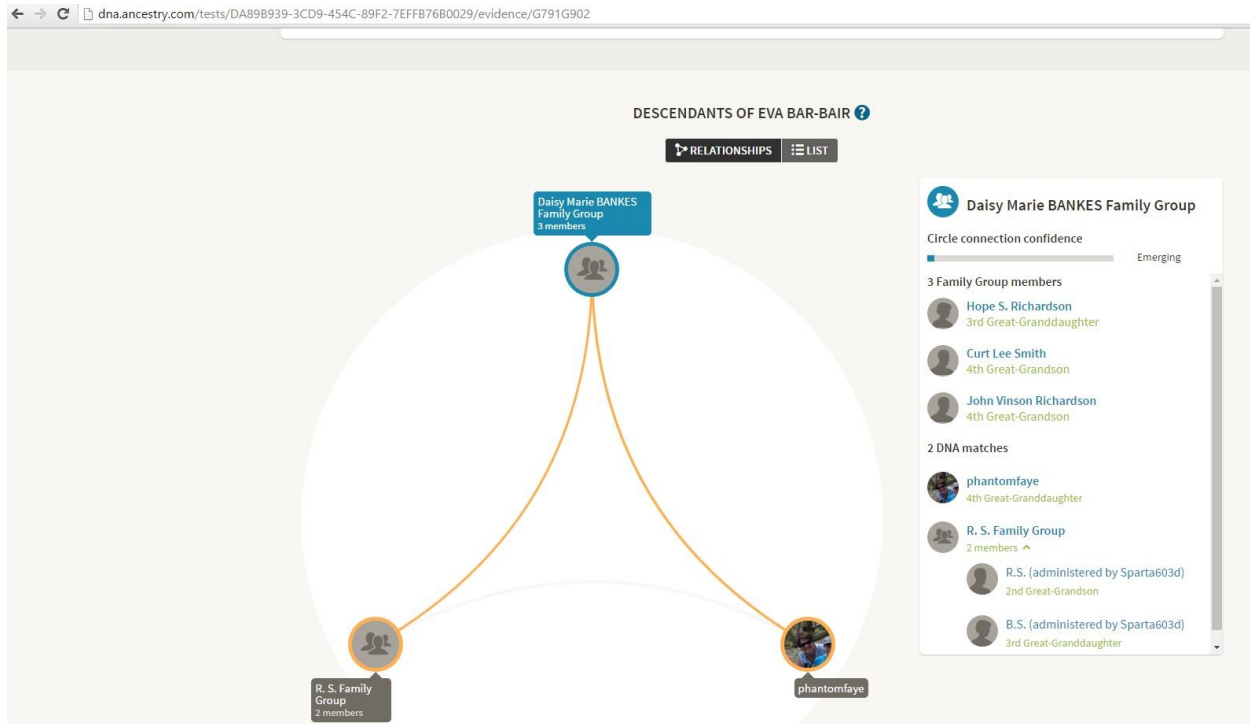 dna.ancestry.com/tests/DA89B939-3CD9-454C-89F2-7EFFB76B0029/evidence/G791G902
DESCENDANTS OF EVA BAR-BAIR ?
RELATIONSHIPS LIST
Daisy Marie BANKES
Family Group
3 members
R. S. Family
Group
2 members
phantomfaye
Daisy Marie BANKES Family Group
Circle connection confidence
Emerging
3 Family Group members
Hope S. Richardson
3rd Great-Granddaughter
Curt Lee Smith
4th Great-Grandson
John Vinson Richardson
4th Great-Grandson
2 DNA matches
phantomfaye
4th Great-Granddaughter
R. S. Family Group
2 members
R.S. (administered by Sparta603d)
2nd Great-Grandson
B.S. (administered by Sparta603d)
3rd Great-Granddaughter